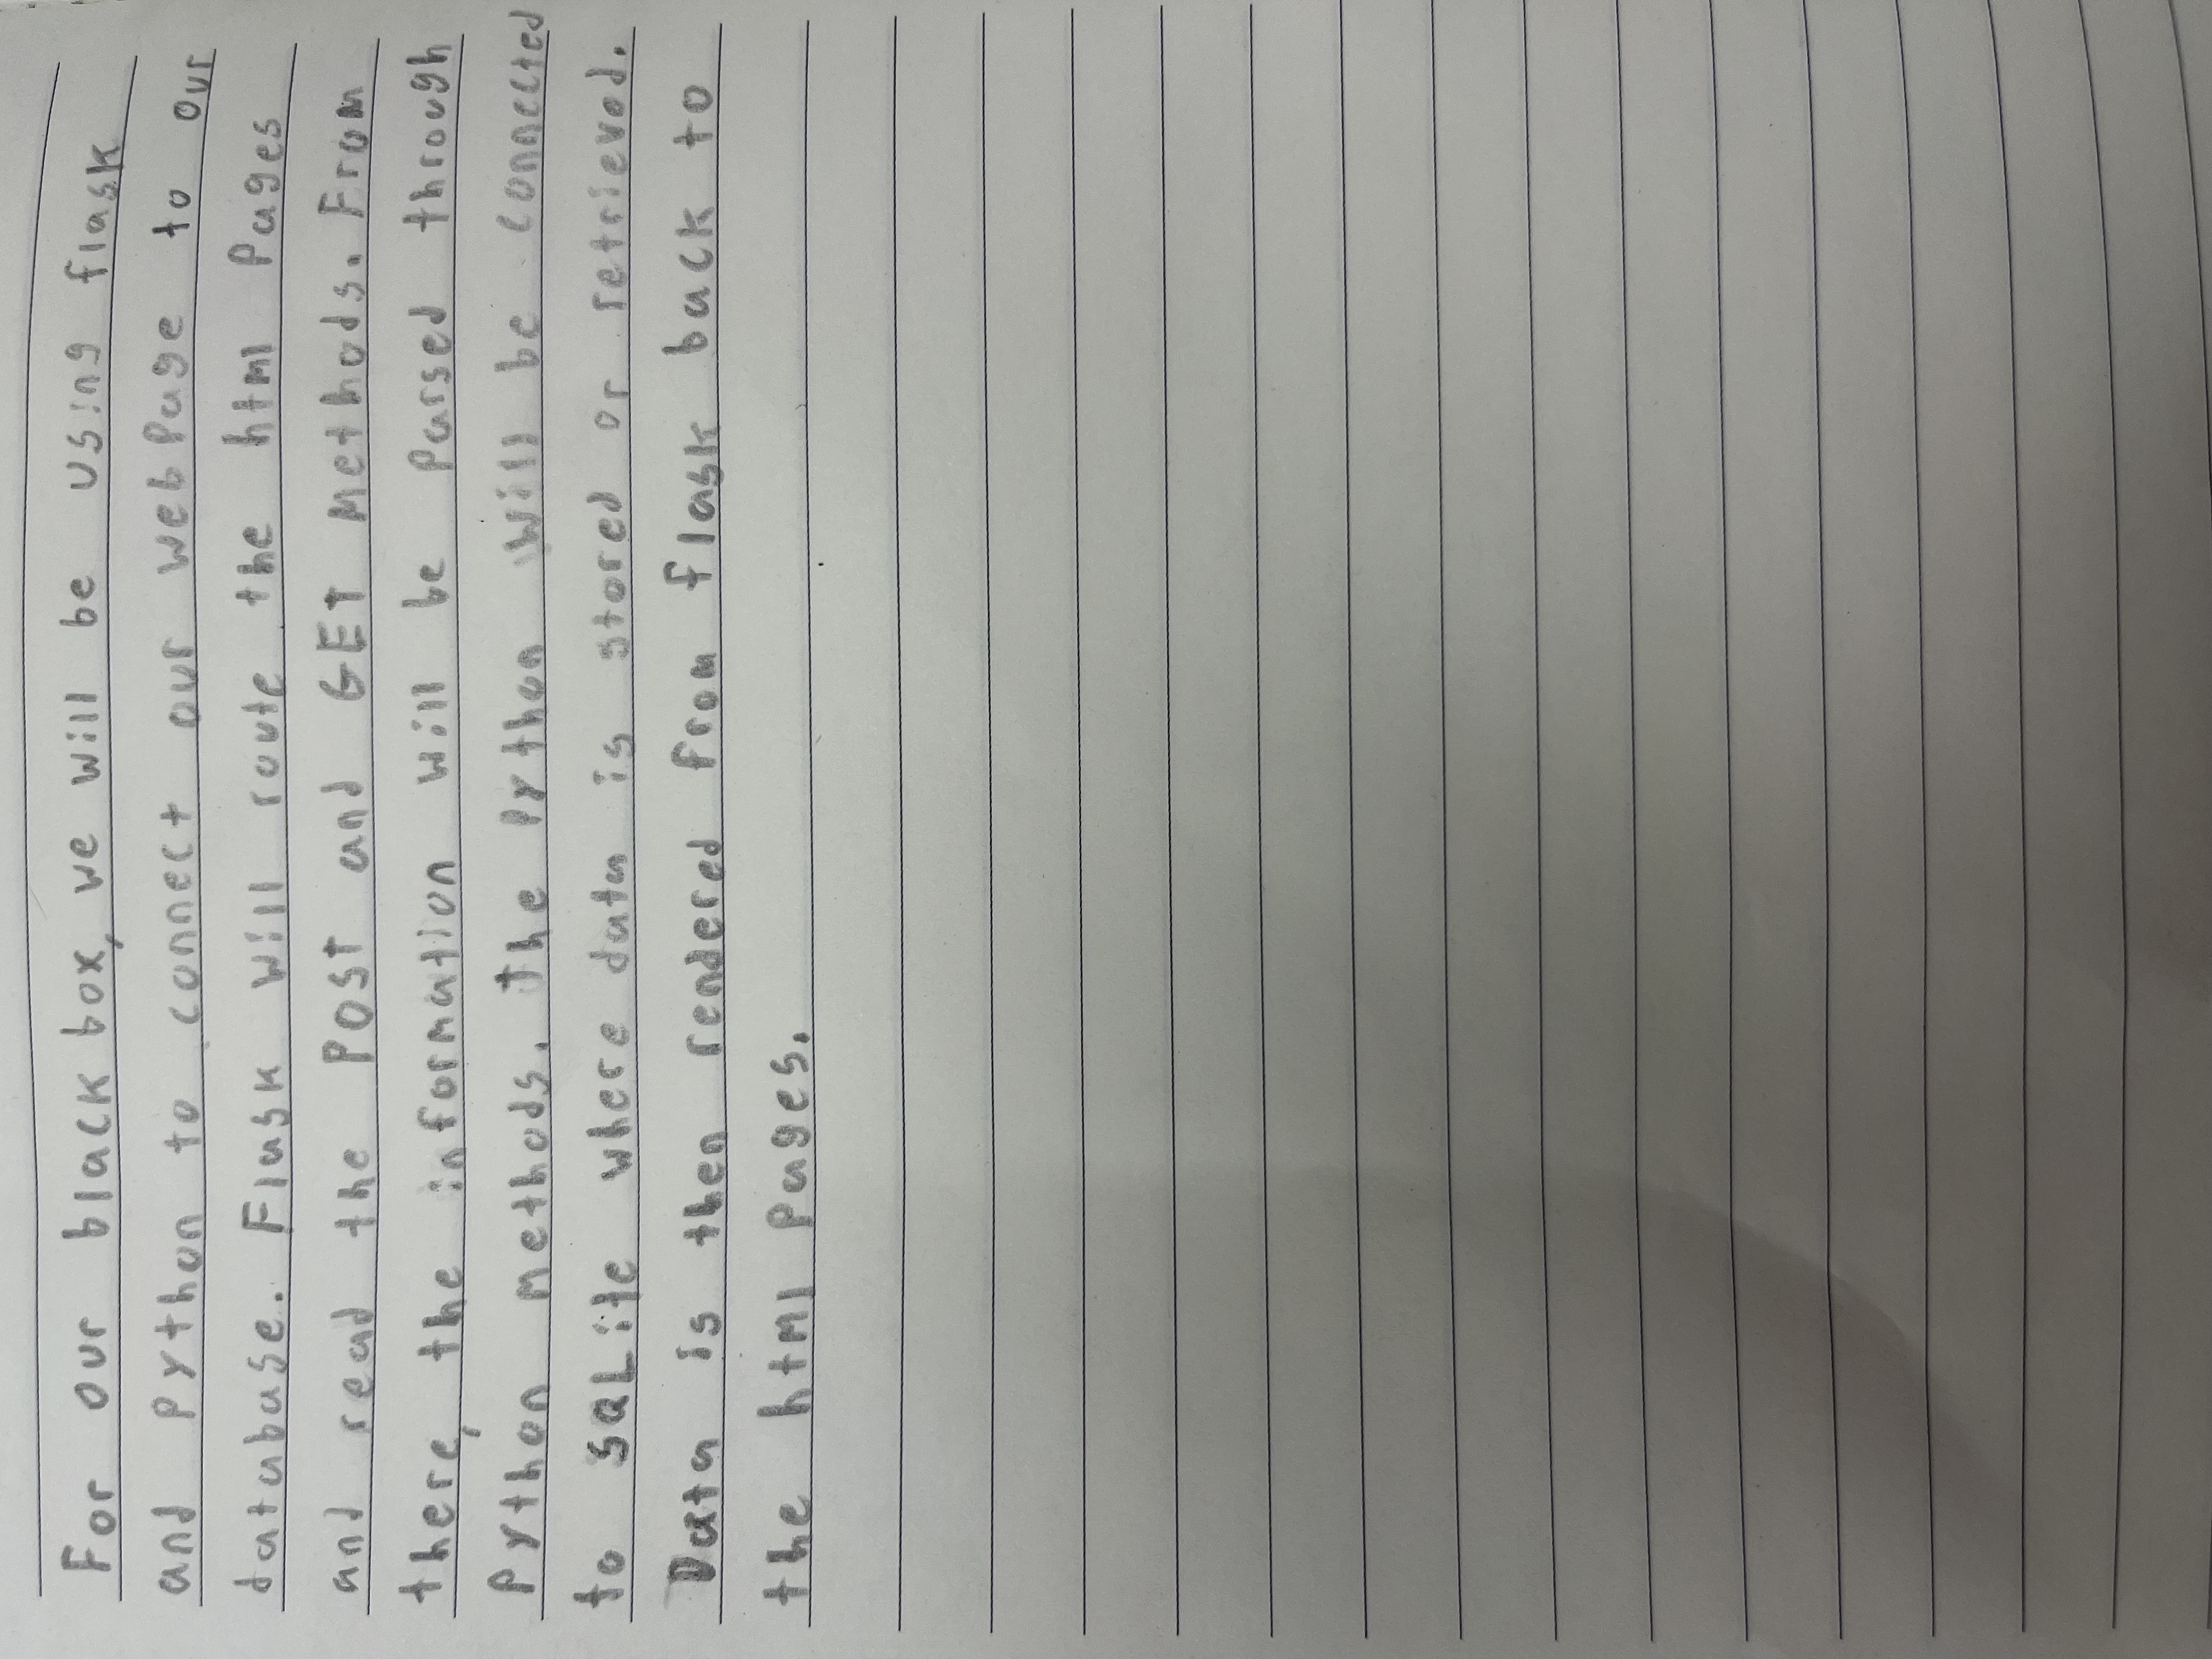 For our black box, we will be using flask
and Python to connect our web Page to our
database. Flask will route the html Pages
and read the POST and GET Methods. From
there, the information will be Parsed through
Python methods. The Python will be connected
to SQLite where data is stored or retrieved.
Data is then rendered from flask back to
the html Pages.